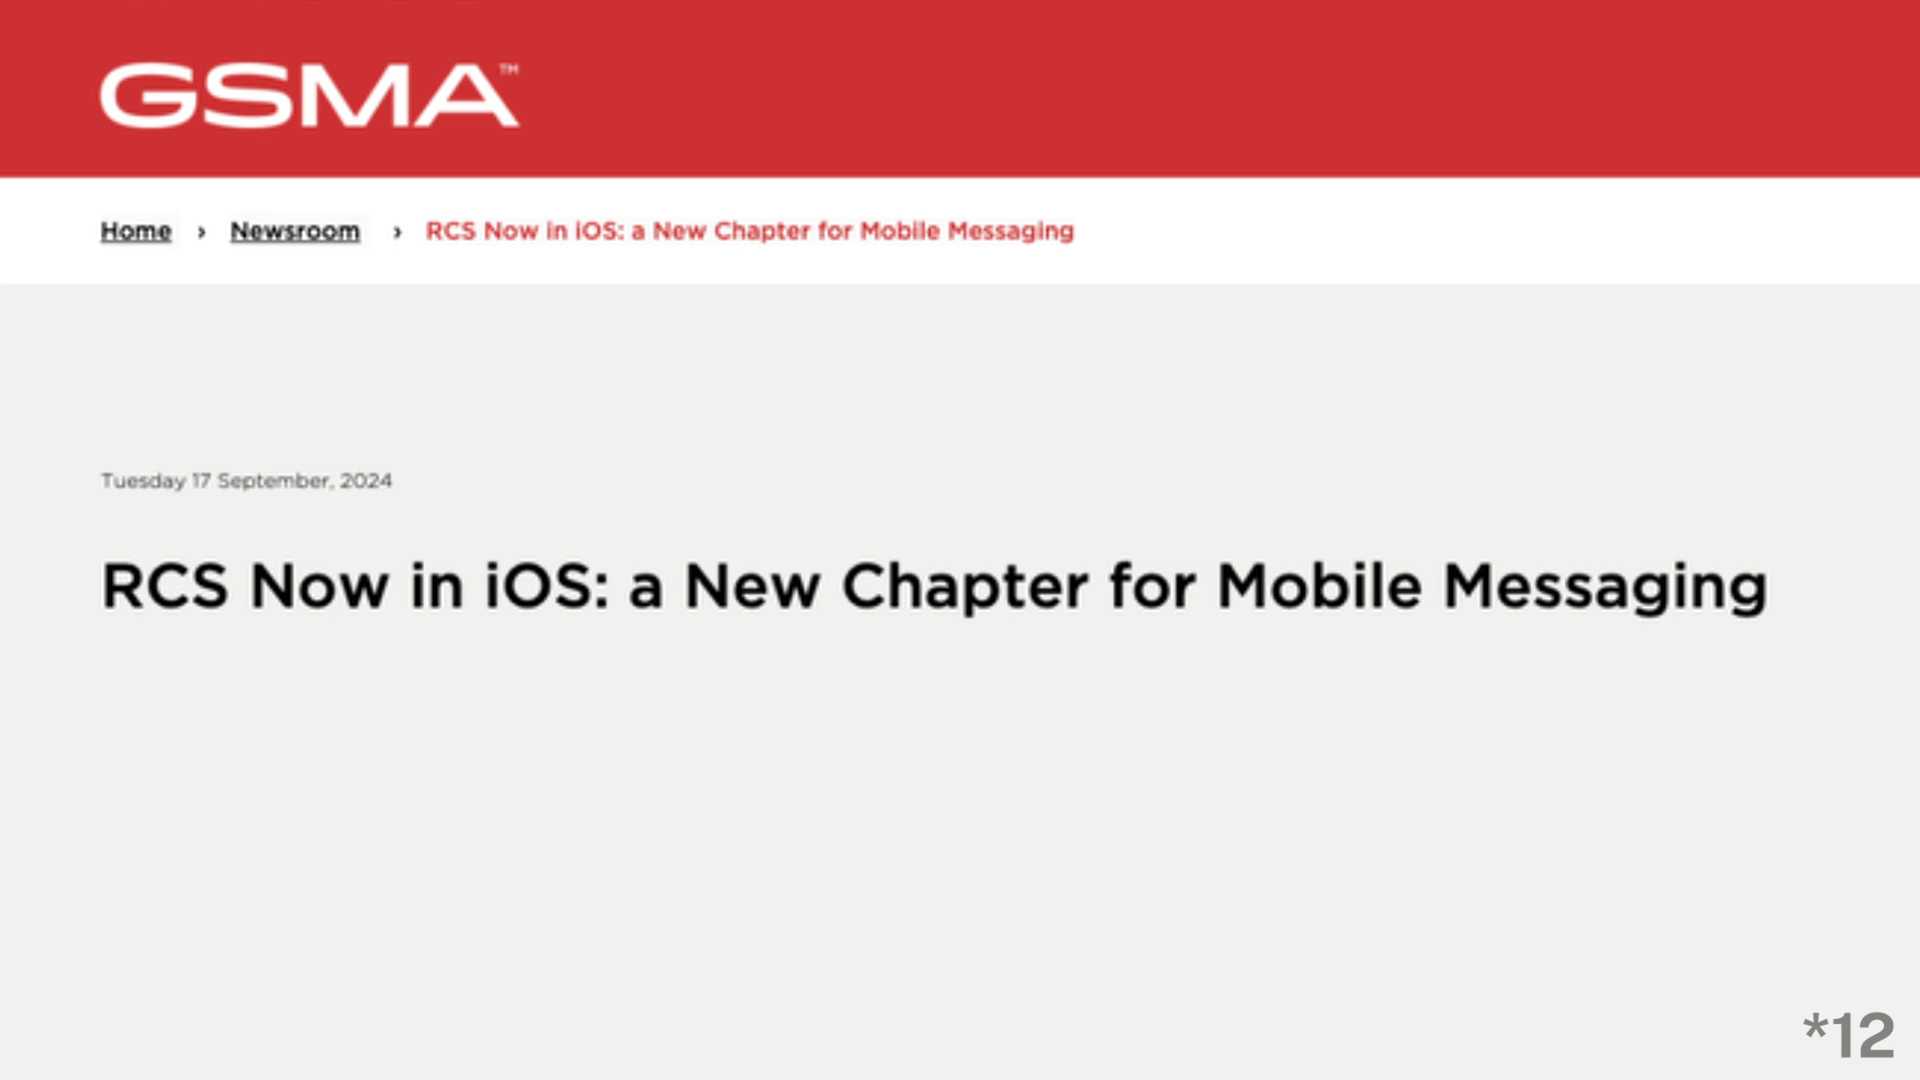 GSMA™
Home › Newsroom › RCS Now in iOS: a New Chapter for Mobile Messaging
Tuesday 17 September, 2024
RCS Now in iOS: a New Chapter for Mobile Messaging
*12